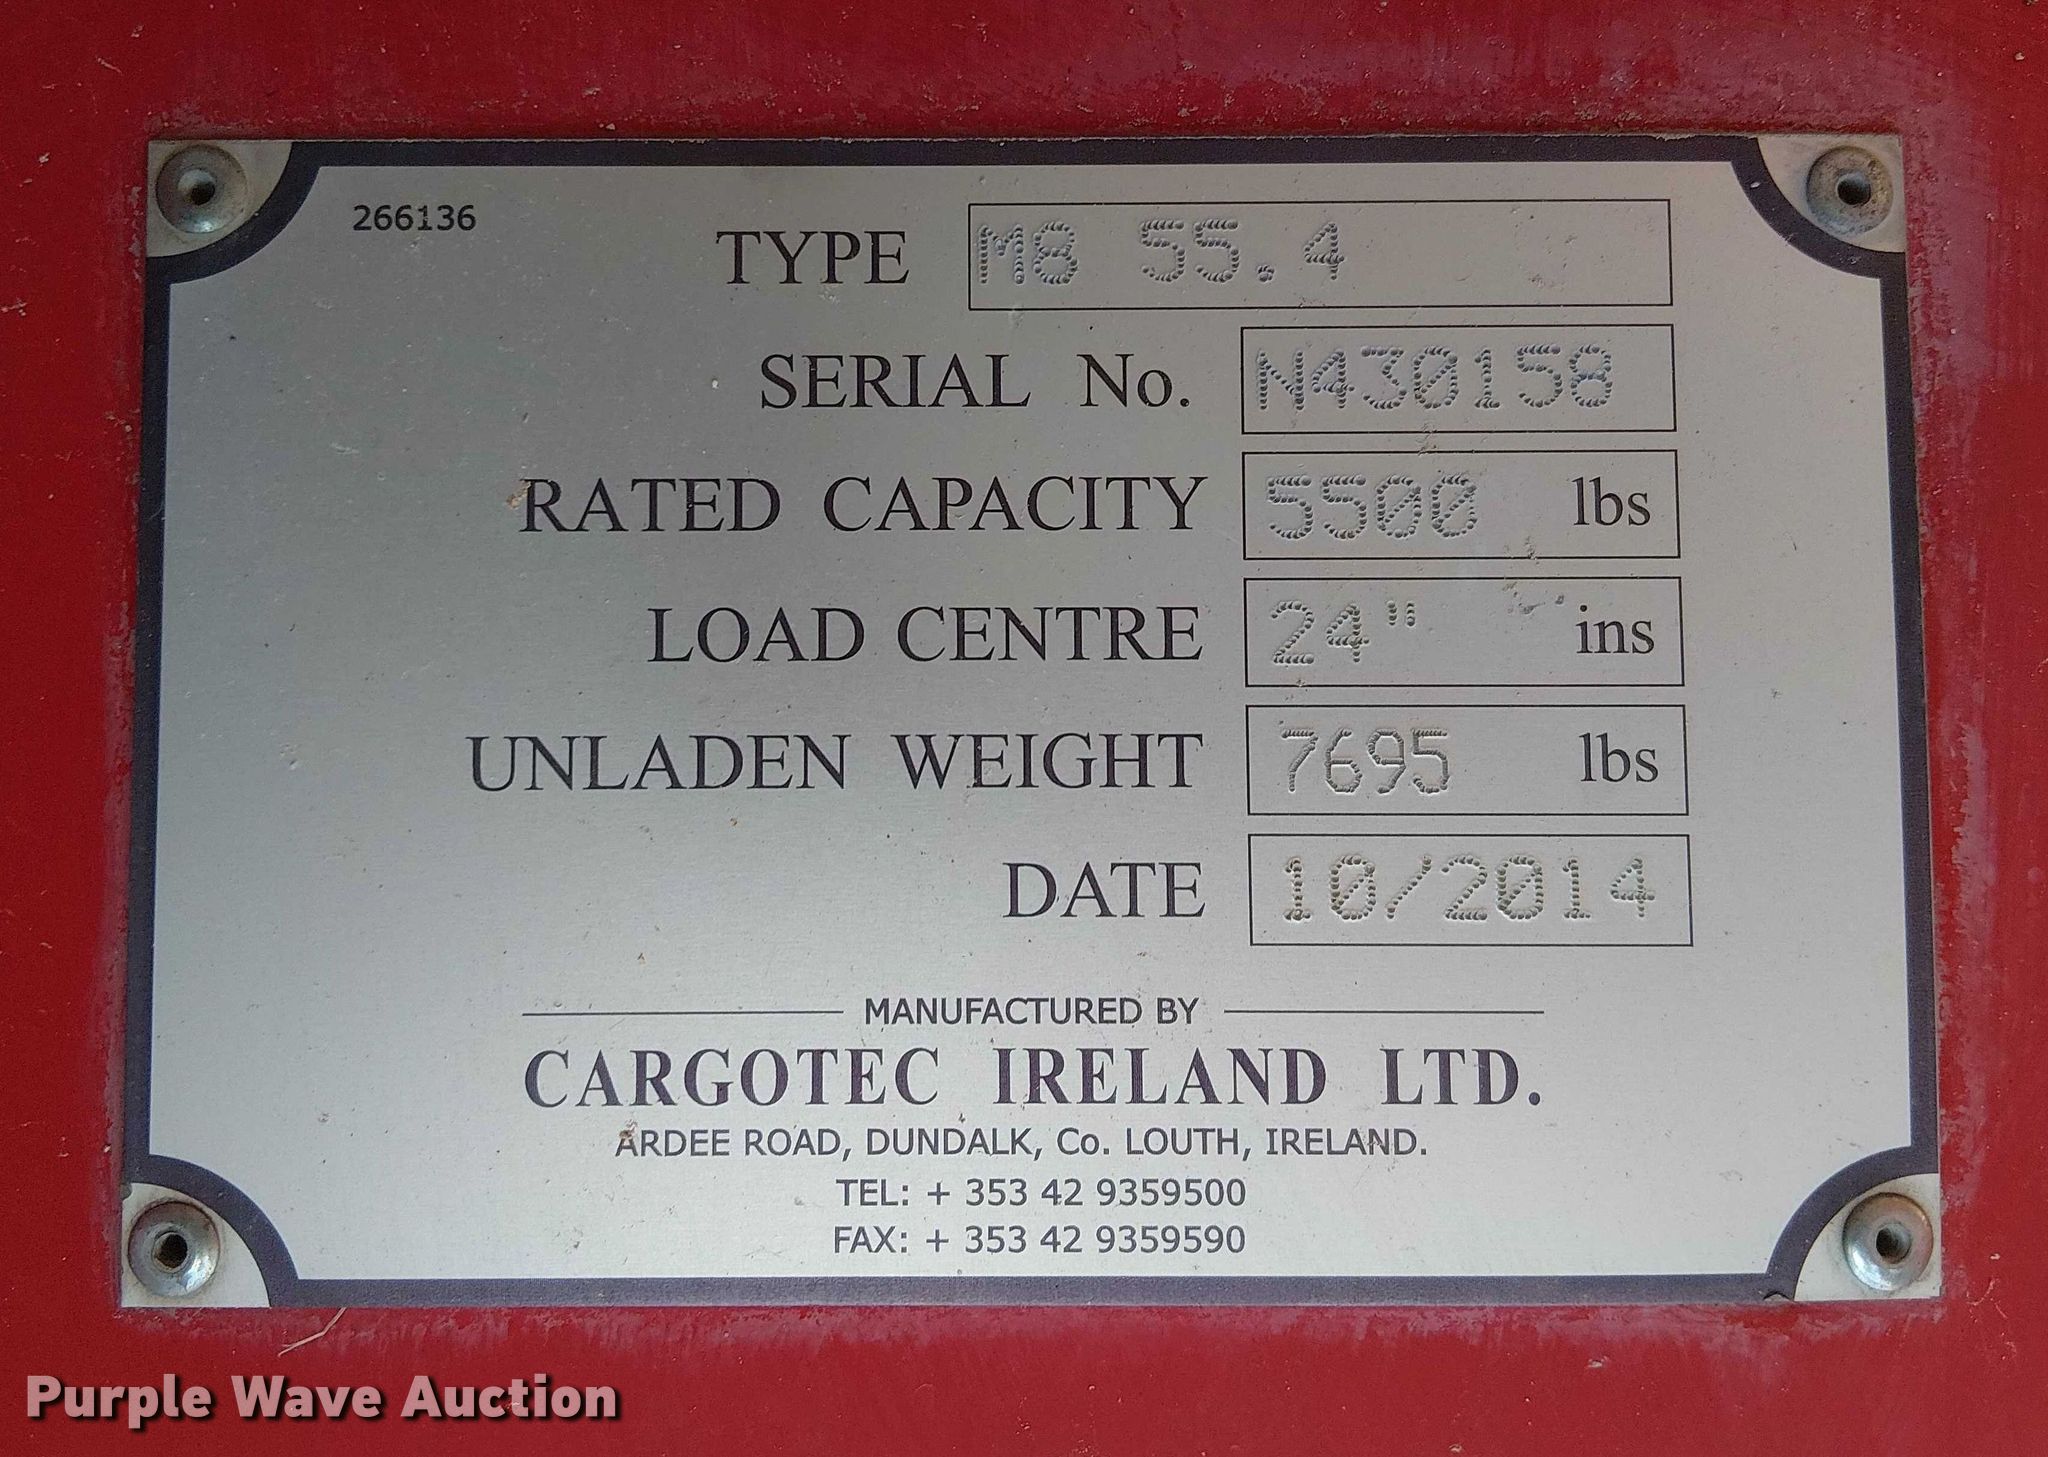 266136
TYPE M8 55.4
SERIAL No. N430158
RATED CAPACITY 5500 lbs
LOAD CENTRE 24" ins
UNLADEN WEIGHT 7695 lbs
DATE 10/2014
MANUFACTURED BY
CARGOTEC IRELAND LTD.
ARDEE ROAD, DUNDALK, Co. LOUTH, IRELAND.
TEL: + 353 42 9359500
FAX: + 353 42 9359590
Purple Wave Auction